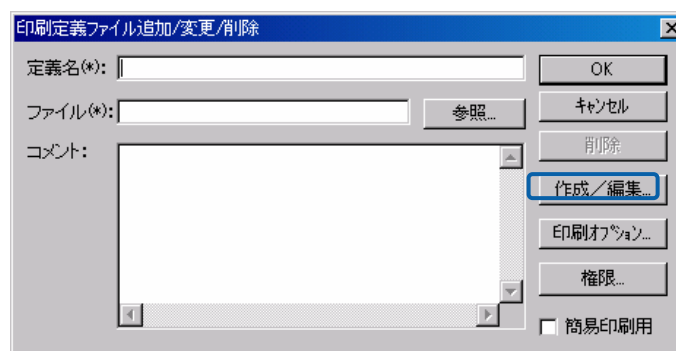 印刷定義ファイル追加/変更/削除
定義名(*):
OK
ファイル(*):
参照...
キャンセル
コメント:
削除
作成／編集...
印刷オプション...
権限...
簡易印刷用